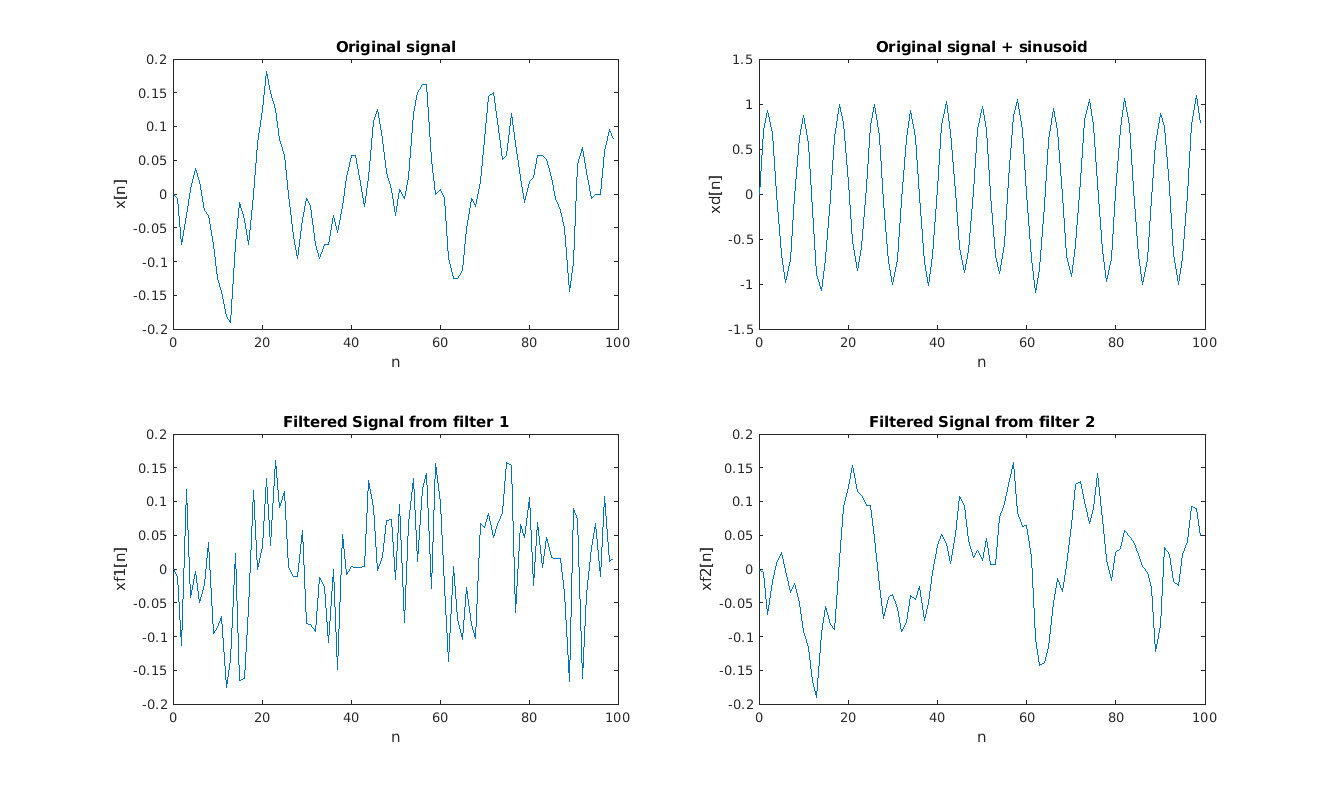 Original signal
0.2
0.15
0.1
0.05
0
-0.05
-0.1
-0.15
-0.2
x[n]
0 20 40 60 80 100
n
Original signal + sinusoid
1.5
1
0.5
0
-0.5
-1
-1.5
xd[n]
0 20 40 60 80 100
n
Filtered Signal from filter 1
0.2
0.15
0.1
0.05
0
-0.05
-0.1
-0.15
-0.2
xf1[n]
0 20 40 60 80 100
n
Filtered Signal from filter 2
0.2
0.15
0.1
0.05
0
-0.05
-0.1
-0.15
-0.2
xf2[n]
0 20 40 60 80 100
n